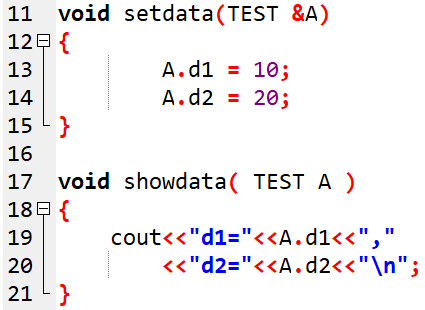 11 void setdata(TEST &A)
12 {
13 A.d1 = 10;
14 A.d2 = 20;
15 }
16
17 void showdata( TEST A )
18 {
19 cout<<"d1="<<A.d1<<","
20 <<"d2="<<A.d2<<"\n";
21 }